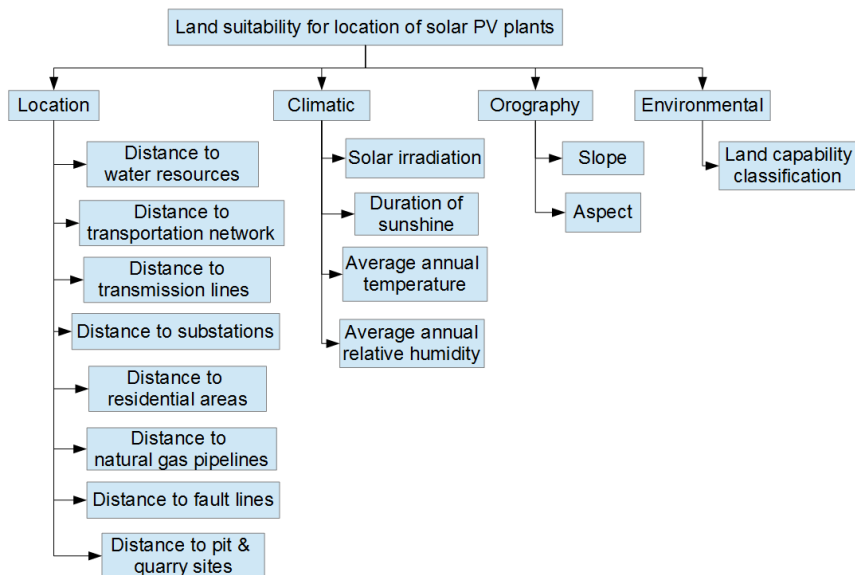 Land suitability for location of solar PV plants
Location
Climatic
Orography
Environmental
Distance to
water resources
Distance to
transportation network
Distance to
transmission lines
Distance to substations
Distance to
residential areas
Distance to
natural gas pipelines
Distance to fault lines
Distance to pit &
quarry sites
Solar irradiation
Duration of
sunshine
Average annual
temperature
Average annual
relative humidity
Slope
Aspect
Land capability
classification